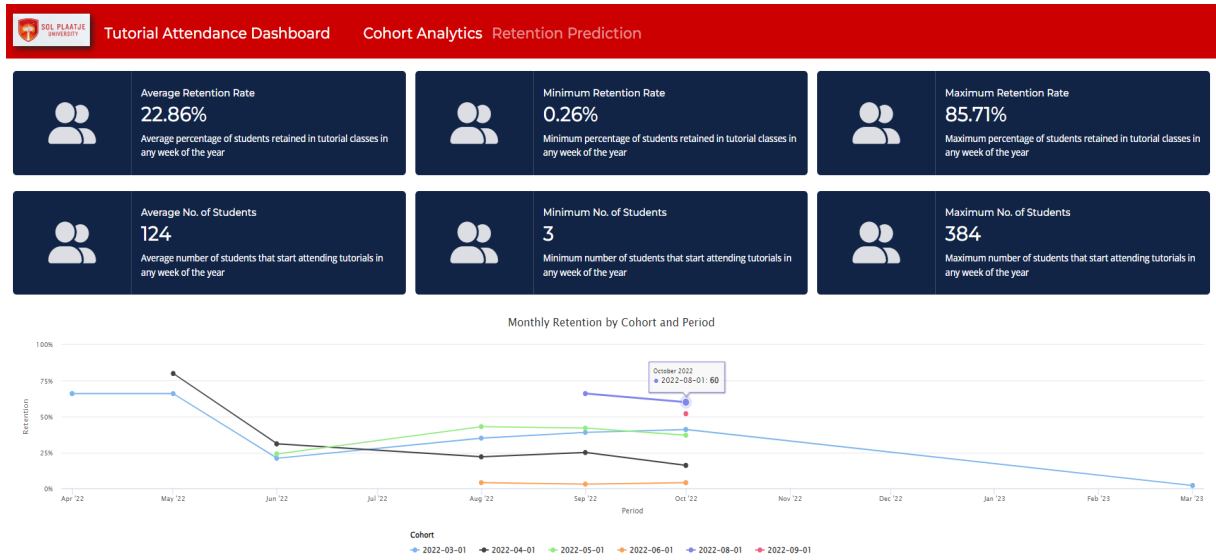 SOL PLAATJE
UNIVERSITY
Tutorial Attendance Dashboard
Cohort Analytics
Retention Prediction
Average Retention Rate
22.86%
Average percentage of students retained in tutorial classes in
any week of the year
Minimum Retention Rate
0.26%
Minimum percentage of students retained in tutorial classes in
any week of the year
Maximum Retention Rate
85.71%
Maximum percentage of students retained in tutorial classes in
any week of the year
Average No. of Students
124
Average number of students that start attending tutorials in
any week of the year
Minimum No. of Students
3
Minimum number of students that start attending tutorials in
any week of the year
Maximum No. of Students
384
Maximum number of students that start attending tutorials in
any week of the year
Monthly Retention by Cohort and Period
100%
75%
50%
25%
0%
Retention
October 2022
2022-08-01: 60
Apr '22 May '22 Jun '22 Jul '22 Aug '22 Sep '22 Oct '22 Nov '22 Dec '22 Jan '23 Feb '23 Mar '23
Period
Cohort
2022-03-01 2022-04-01 2022-05-01 2022-06-01 2022-08-01 2022-09-01